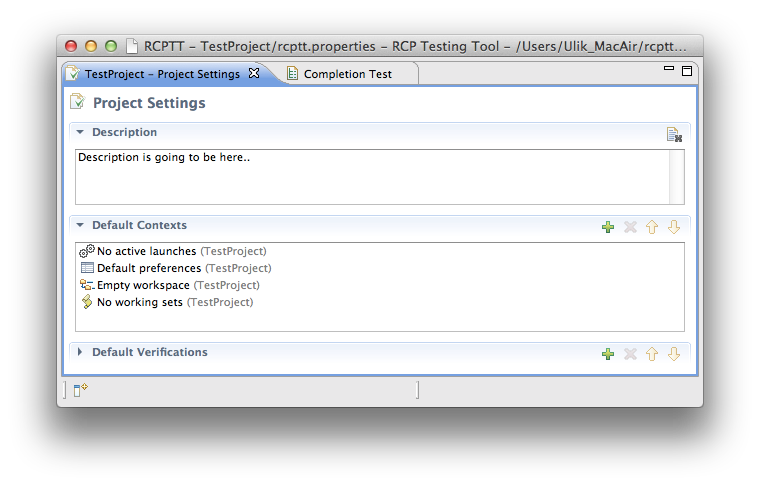 RCPTT – TestProject/rcptt.properties – RCP Testing Tool – /Users/Ulik_MacAir/rcptt...
TestProject – Project Settings
Completion Test
Project Settings
Description
Description is going to be here..
Default Contexts
No active launches (TestProject)
Default preferences (TestProject)
Empty workspace (TestProject)
No working sets (TestProject)
Default Verifications